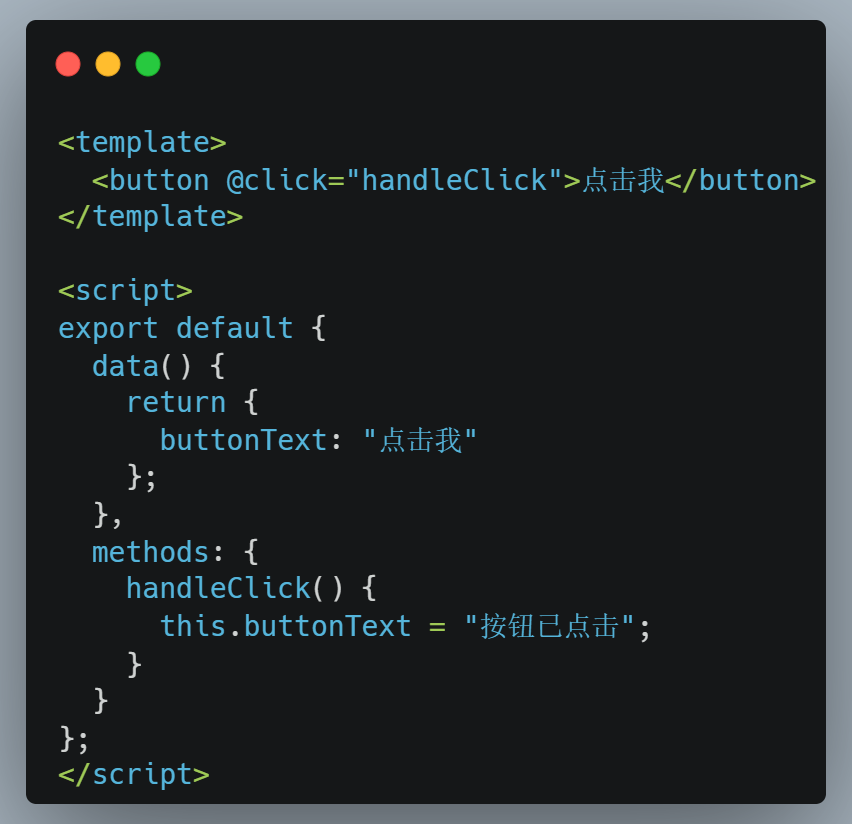 <template>
  <button @click="handleClick">点击我</button>
</template>

<script>
export default {
  data() {
    return {
      buttonText: "点击我"
    };
  },
  methods: {
    handleClick() {
      this.buttonText = "按钮已点击";
    }
  }
};
</script>